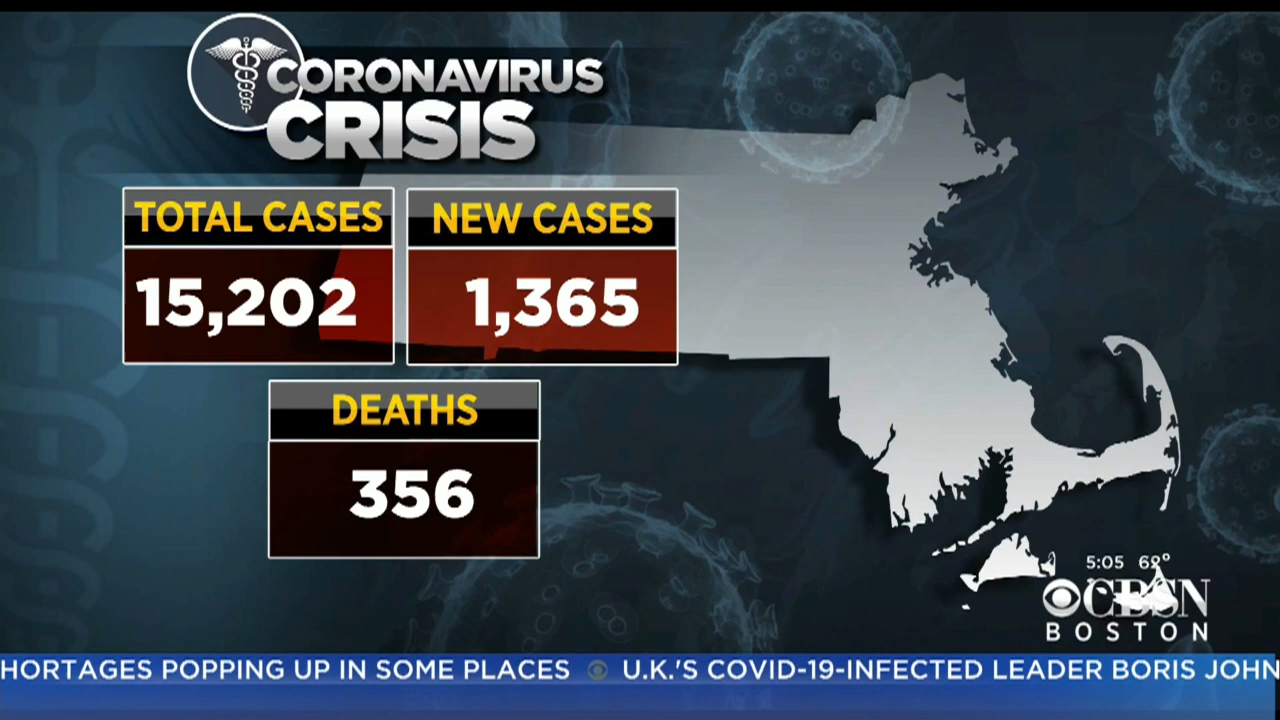 CORONAVIRUS
CRISIS
TOTAL CASES
15,202
NEW CASES
1,365
DEATHS
356
5:05
CBSN
BOSTON
HORTAGES POPPING UP IN SOME PLACES U.K.'S COVID-19-INFECTED LEADER BORIS JOHN